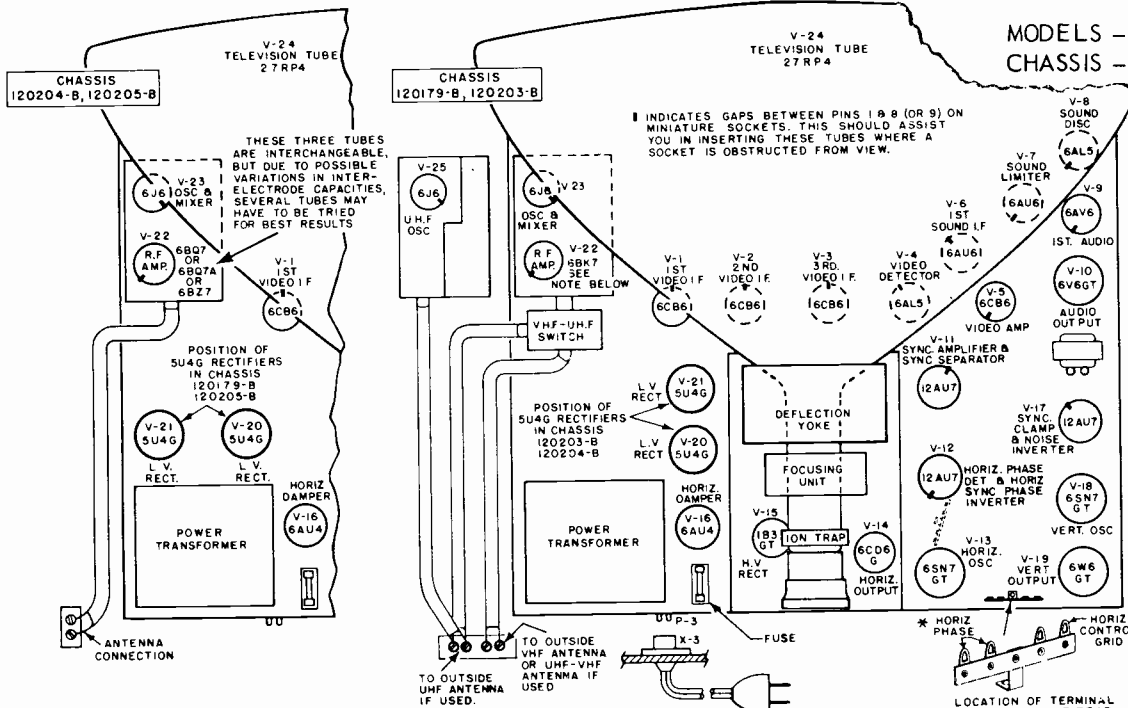 MODELS –
CHASSIS –
V-24
TELEVISION TUBE
27RP4
CHASSIS
120204-B, 120205-B
THESE THREE TUBES
ARE INTERCHANGEABLE,
BUT DUE TO POSSIBLE
VARIATIONS IN INTER-
ELECTRODE CAPACITIES,
SEVERAL TUBES MAY
HAVE TO BE TRIED
FOR BEST RESULTS
6J6
V-23
OSC &
MIXER
V-22
R.F
AMP.
6BQ7
OR
6BQ7A
OR
6BZ7
V-1
1ST
VIDEO I F
6CB6
POSITION OF
5U4G RECTIFIERS
IN CHASSIS
120179-B
120205-B
V-21
5U4G
L. V.
RECT.
V-20
5U4G
L. V.
RECT.
HORIZ
DAMPER
V-16
6AU4
POWER
TRANSFORMER
ANTENNA
CONNECTION
V-24
TELEVISION TUBE
27RP4
CHASSIS
120179-B, 120203-B
INDICATES GAPS BETWEEN PINS 1 & 8 (OR 9) ON
MINIATURE SOCKETS. THIS SHOULD ASSIST
YOU IN INSERTING THESE TUBES WHERE A
SOCKET IS OBSTRUCTED FROM VIEW.
V-25
6J6
U.H.F
OSC
6J6
V-23
OSC &
MIXER
R.F
AMP.
V-22
6BK7
SEE
NOTE BELOW
V.H.F-U.H.F
SWITCH
V-1
1ST
VIDEO I F
6CB6
V-2
2ND
VIDEO I.F.
6CB6
V-3
3RD.
VIDEO I.F.
6CB6
V-4
VIDEO
DETECTOR
6AL5
V-5
6CB6
VIDEO AMP
V-6
1ST
SOUND I.F
6AU6
V-7
SOUND
LIMITER
6AU6
V-8
SOUND
DISC
6AL5
V-9
6AV6
1ST. AUDIO
V-10
6V6GT
AUDIO
OUTPUT
V-11
SYNC. AMPLIFIER &
SYNC SEPARATOR
12AU7
V-17
SYNC.
CLAMP
& NOISE
INVERTER
12AU7
V-12
12AU7
HORIZ. PHASE
DET & HORIZ
SYNC PHASE
INVERTER
V-18
6SN7
GT
VERT. OSC
V-13
HORIZ.
OSC
6SN7
GT
V-19
VERT
OUTPUT
6W6
GT
POSITION OF
5U4G RECTIFIERS
IN CHASSIS
120203-B
120204-B
L.V
RECT
V-21
5U4G
L.V
RECT
V-20
5U4G
HORIZ.
DAMPER
V-16
6AU4
POWER
TRANSFORMER
DEFLECTION
YOKE
FOCUSING
UNIT
ION TRAP
V-15
1B3
GT
H.V
RECT
V-14
6CD6
G
HORIZ.
OUTPUT
P-3
X-3
FUSE
TO OUTSIDE
UHF ANTENNA
IF USED.
TO OUTSIDE
VHF ANTENNA
OR UHF-VHF
ANTENNA IF
USED
* HORIZ
PHASE
HORIZ
CONTRO
GRID
LOCATION OF TERMINAL